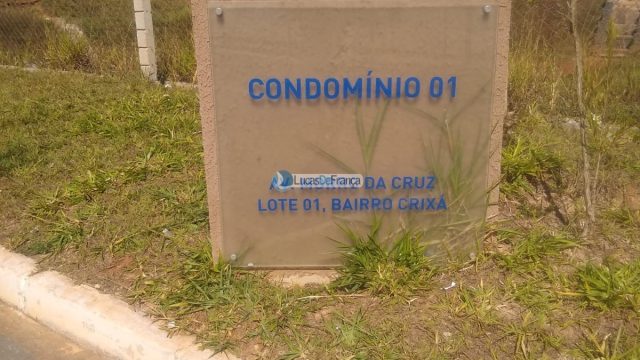 CONDOMÍNIO 01
LucasDeFrança
DA CRUZ
LOTE 01, BAIRRO CRIXÁ